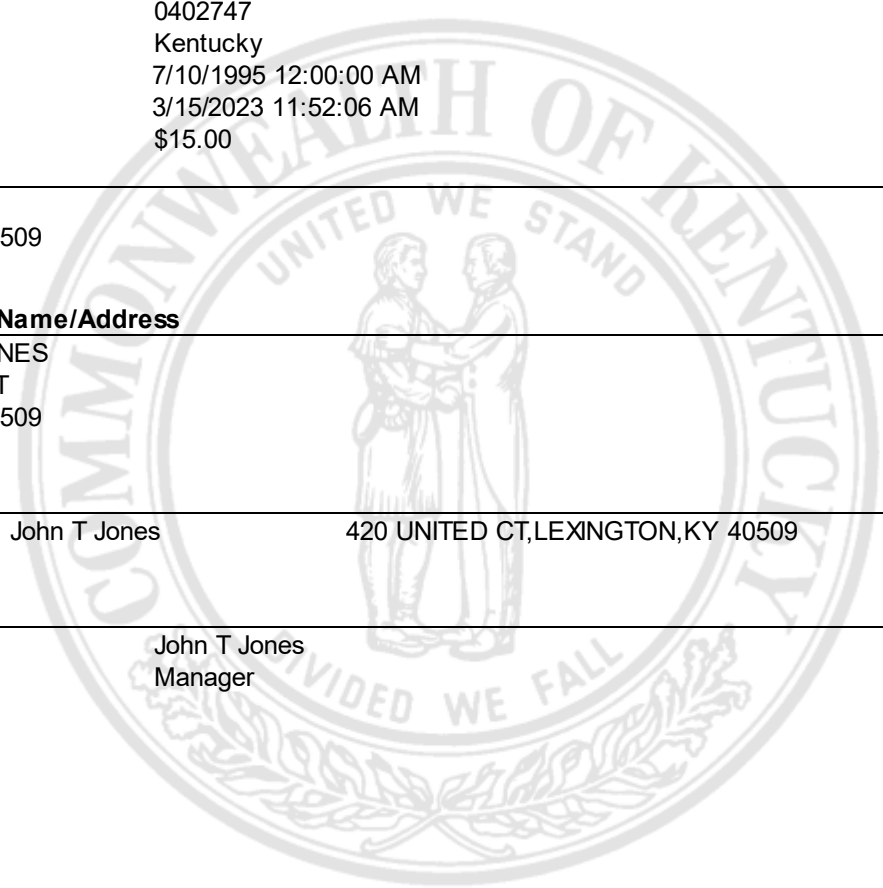 0402747
Kentucky
7/10/1995 12:00:00 AM
3/15/2023 11:52:06 AM
$15.00
COMMONWEALTH OF KENTUCKY
UNITED WE STAND
509
Name/Address
NES
T
509
John T Jones 420 UNITED CT,LEXINGTON,KY 40509
John T Jones
Manager
DIVIDED WE FALL